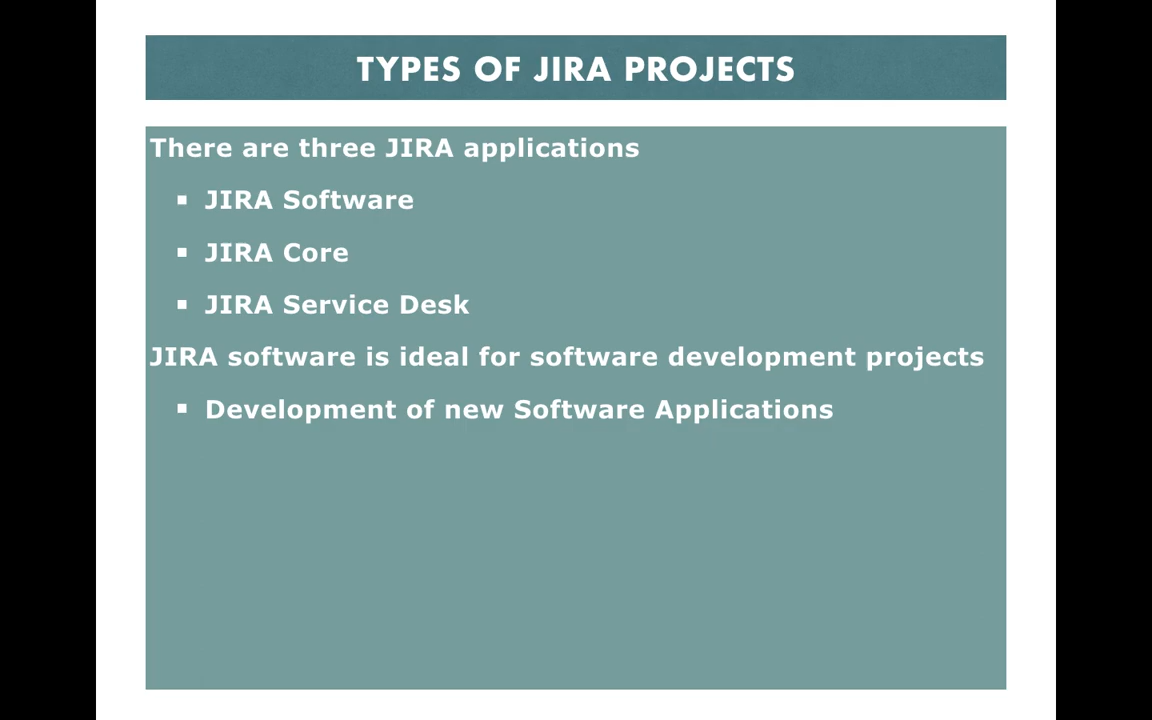 TYPES OF JIRA PROJECTS
There are three JIRA applications
▪ JIRA Software
▪ JIRA Core
▪ JIRA Service Desk
JIRA software is ideal for software development projects
▪ Development of new Software Applications